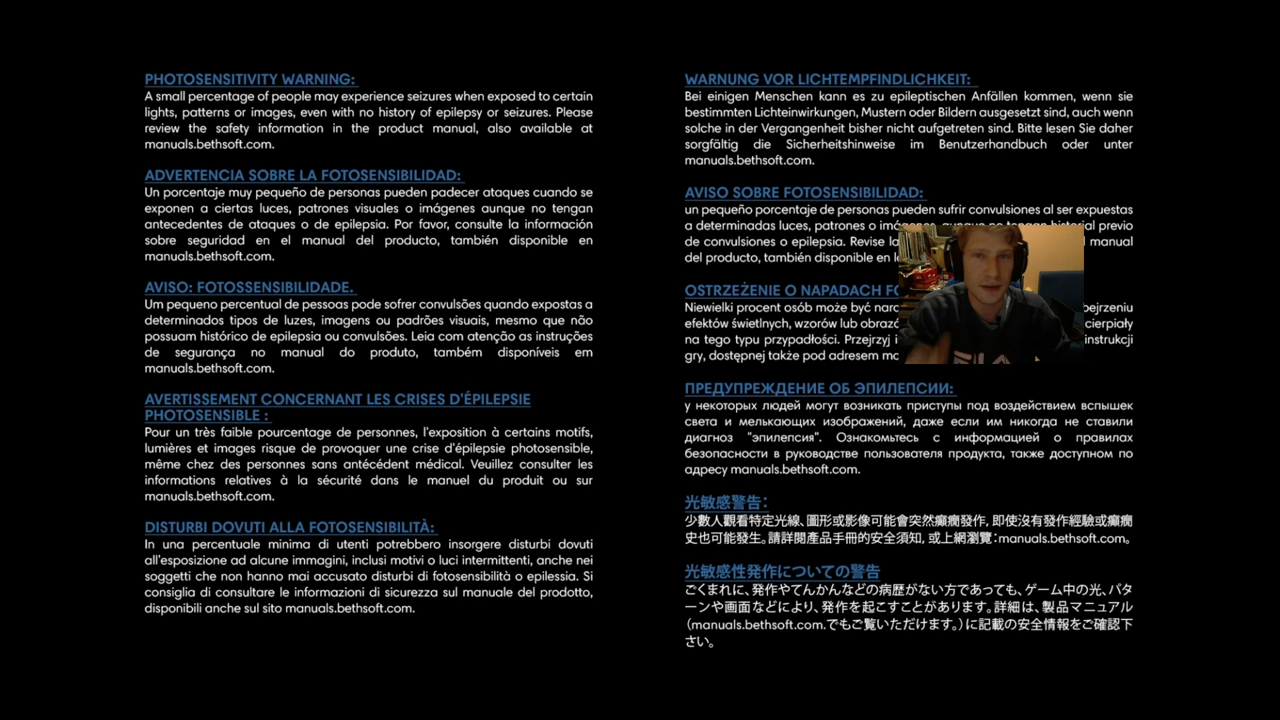 PHOTOSENSITIVITY WARNING:
A small percentage of people may experience seizures when exposed to certain
lights, patterns or images, even with no history of epilepsy or seizures. Please
review the safety information in the product manual, also available at
manuals.bethsoft.com.
ADVERTENCIA SOBRE LA FOTOSENSIBILIDAD:
Un porcentaje muy pequeño de personas pueden padecer ataques cuando se
exponen a ciertas luces, patrones visuales o imágenes aunque no tengan
antecedentes de ataques o de epilepsia. Por favor, consulte la información
sobre seguridad en el manual del producto, también disponible en
manuals.bethsoft.com.
AVISO: FOTOSSENSIBILIDADE.
Um pequeno percentual de pessoas pode sofrer convulsões quando expostas a
determinados tipos de luzes, imagens ou padrões visuais, mesmo que não
possuam histórico de epilepsia ou convulsões. Leia com atenção as instruções
de segurança no manual do produto, também disponíveis em
manuals.bethsoft.com.
AVERTISSEMENT CONCERNANT LES CRISES D'ÉPILEPSIE
PHOTOSENSIBLE :
Pour un très faible pourcentage de personnes, l'exposition à certains motifs,
lumières et images risque de provoquer une crise d'épilepsie photosensible,
même chez des personnes sans antécédent médical. Veuillez consulter les
informations relatives à la sécurité dans le manuel du produit ou sur
manuals.bethsoft.com.
DISTURBI DOVUTI ALLA FOTOSENSIBILITÀ:
In una percentuale minima di utenti potrebbero insorgere disturbi dovuti
all'esposizione ad alcune immagini, inclusi motivi o luci intermittenti, anche nei
soggetti che non hanno mai accusato disturbi di fotosensibilità o epilessia. Si
consiglia di consultare le informazioni di sicurezza sul manuale del prodotto,
disponibili anche sul sito manuals.bethsoft.com.
WARNUNG VOR LICHTEMPFINDLICHKEIT:
Bei einigen Menschen kann es zu epileptischen Anfällen kommen, wenn sie
bestimmten Lichteinwirkungen, Mustern oder Bildern ausgesetzt sind, auch wenn
solche in der Vergangenheit bisher nicht aufgetreten sind. Bitte lesen Sie daher
sorgfältig die Sicherheitshinweise im Benutzerhandbuch oder unter
manuals.bethsoft.com.
AVISO SOBRE FOTOSENSIBILIDAD:
un pequeño porcentaje de personas pueden sufrir convulsiones al ser expuestas
a determinadas luces, patrones o imágenes, aunque no tengan historial previo
de convulsiones o epilepsia. Revise la manual
del producto, también disponible en
OSTRZEŻENIE O NAPADACH
Niewielki procent osób może być
efektów świetlnych, wzorów lub cierpiały
na tego typu przypadłości. Przejrzyj instrukcji
gry, dostępnej także pod adresem
ПРЕДУПРЕЖДЕНИЕ ОБ ЭПИЛЕПСИИ:
у некоторых людей могут возникать приступы под воздействием вспышек
света и мелькающих изображений, даже если им никогда не ставили
диагноз "эпилепсия". Ознакомьтесь с информацией о правилах
безопасности в руководстве пользователя продукта, также доступном по
адресу manuals.bethsoft.com.
光敏感警告：
少數人觀看特定光線、圖形或影像可能會突然癲癇發作, 即使沒有發作經驗或癲癇
史也可能發生。請詳閱產品手冊的安全須知, 或上網瀏覽：manuals.bethsoft.com。
光敏感性発作についての警告
ごくまれに、発作やてんかんなどの病歴がない方であっても、ゲーム中の光、パタ
ーンや画面などにより、発作を起こすことがあります。詳細は、製品マニュアル
（manuals.bethsoft.com.でもご覧いただけます。）に記載の安全情報をご確認下
さい。